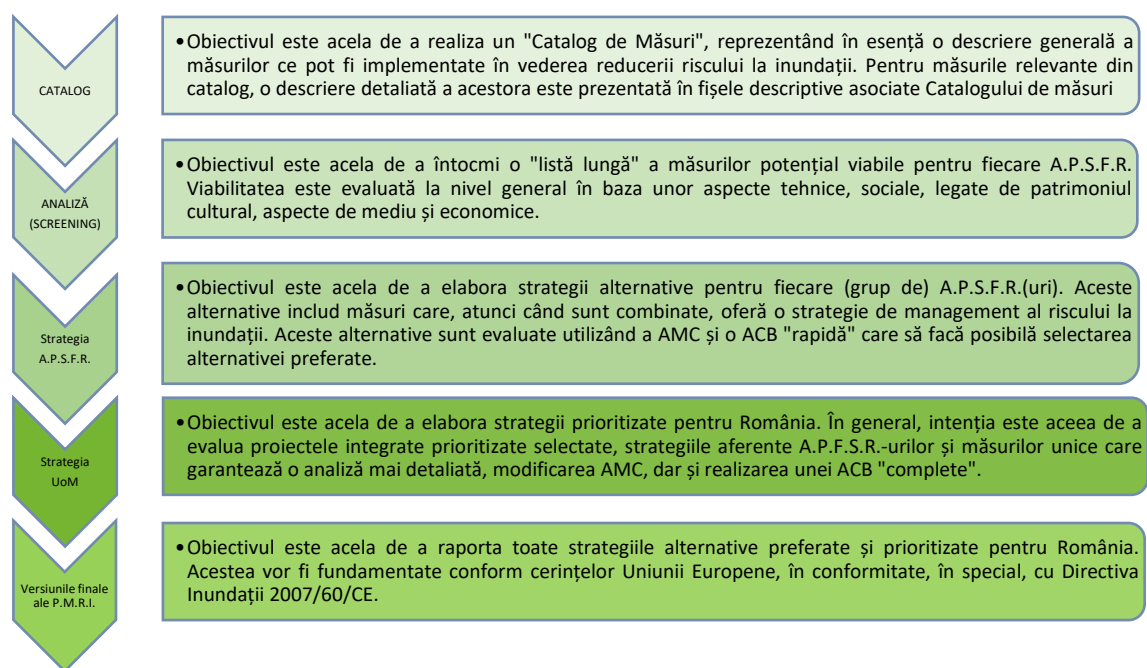 CATALOG
•Obiectivul este acela de a realiza un "Catalog de Măsuri", reprezentând în esență o descriere generală a
măsurilor ce pot fi implementate în vederea reducerii riscului la inundații. Pentru măsurile relevante din
catalog, o descriere detaliată a acestora este prezentată în fișele descriptive asociate Catalogului de măsuri
ANALIZĂ
(SCREENING)
•Obiectivul este acela de a întocmi o "listă lungă" a măsurilor potențial viabile pentru fiecare A.P.S.F.R.
Viabilitatea este evaluată la nivel general în baza unor aspecte tehnice, sociale, legate de patrimoniul
cultural, aspecte de mediu și economice.
Strategia
A.P.S.F.R.
•Obiectivul este acela de a elabora strategii alternative pentru fiecare (grup de) A.P.S.F.R.(uri). Aceste
alternative includ măsuri care, atunci când sunt combinate, oferă o strategie de management al riscului la
inundații. Aceste alternative sunt evaluate utilizând a AMC și o ACB "rapidă" care să facă posibilă selectarea
alternativei preferate.
Strategia
UoM
•Obiectivul este acela de a elabora strategii prioritizate pentru România. În general, intenția este aceea de a
evalua proiectele integrate prioritizate selectate, strategiile aferente A.P.F.S.R.-urilor și măsurilor unice care
garantează o analiză mai detaliată, modificarea AMC, dar și realizarea unei ACB "complete".
Versiunile finale
ale P.M.R.I.
•Obiectivul este acela de a raporta toate strategiile alternative preferate și prioritizate pentru România.
Acestea vor fi fundamentate conform cerințelor Uniunii Europene, în conformitate, în special, cu Directiva
Inundații 2007/60/CE.